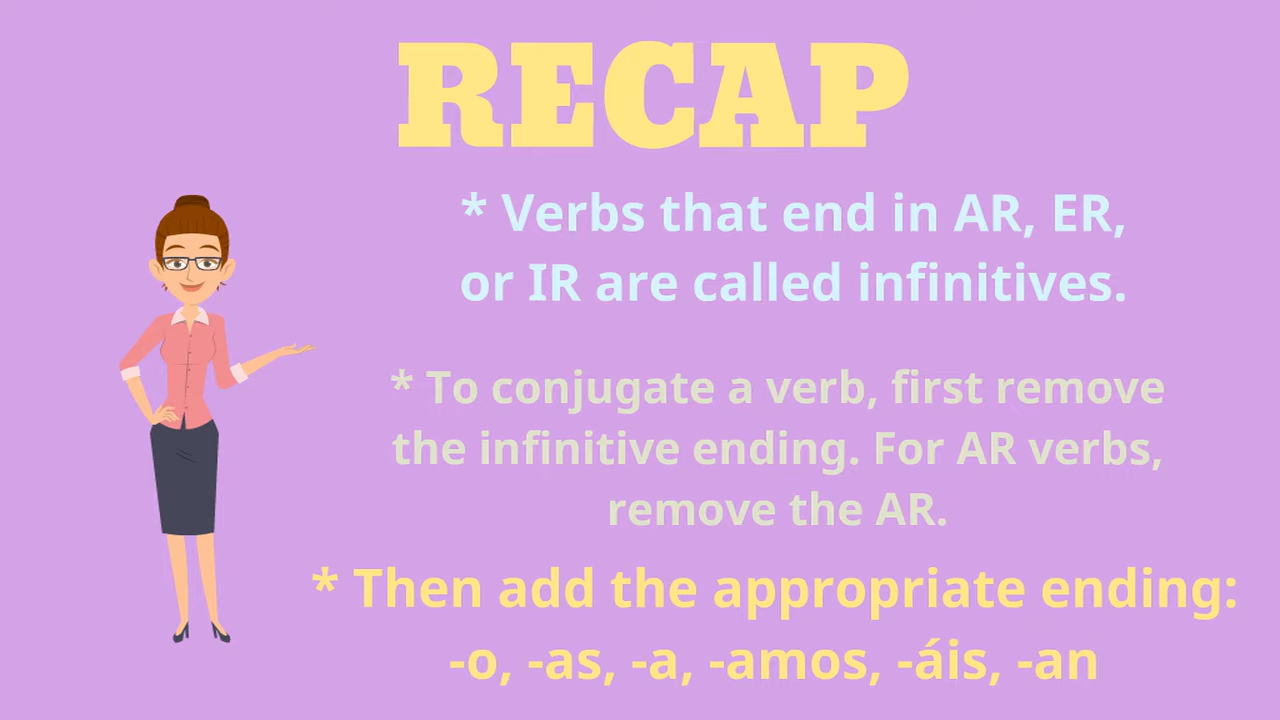 RECAP
* Verbs that end in AR, ER,
or IR are called infinitives.
* To conjugate a verb, first remove
the infinitive ending. For AR verbs,
remove the AR.
* Then add the appropriate ending:
-o, -as, -a, -amos, -áis, -an